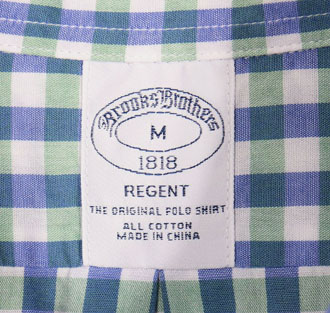 Brooks Brothers
M
1818
REGENT
THE ORIGINAL POLO SHIRT
ALL COTTON
MADE IN CHINA